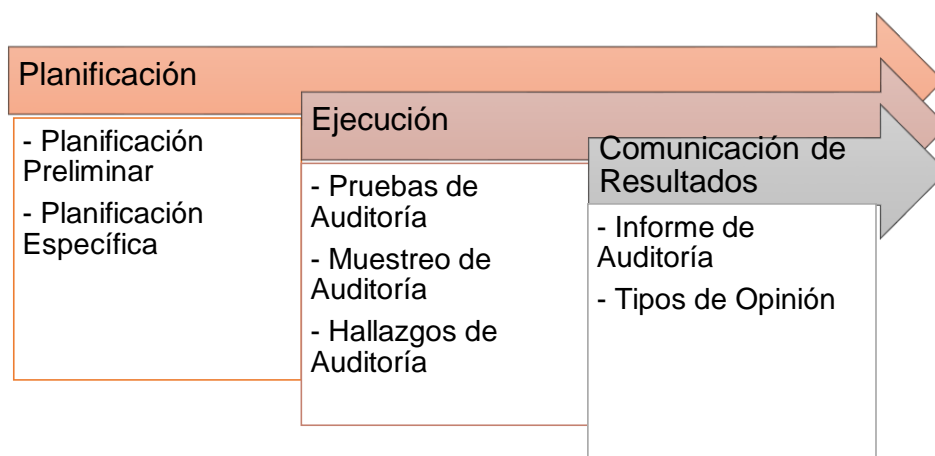 Planificación
- Planificación
Preliminar
- Planificación
Específica
Ejecución
- Pruebas de
Auditoría
- Muestreo de
Auditoría
- Hallazgos de
Auditoría
Comunicación de
Resultados
- Informe de
Auditoría
- Tipos de Opinión